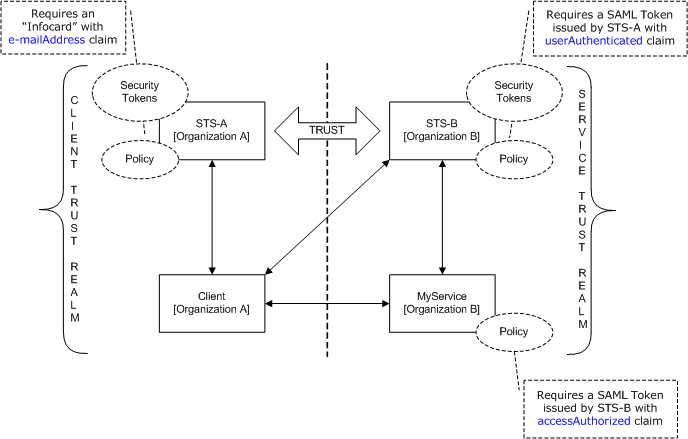 Requires an
“Infocard” with
e-mailAddress claim
Requires a SAML Token
issued by STS-A with
userAuthenticated claim
Security
Tokens
STS-A
[Organization A]
Policy
TRUST
STS-B
[Organization B]
Security
Tokens
Policy
CLIENT TRUST REALM
SERVICE TRUST REALM
Client
[Organization A]
MyService
[Organization B]
Policy
Requires a SAML Token
issued by STS-B with
accessAuthorized claim